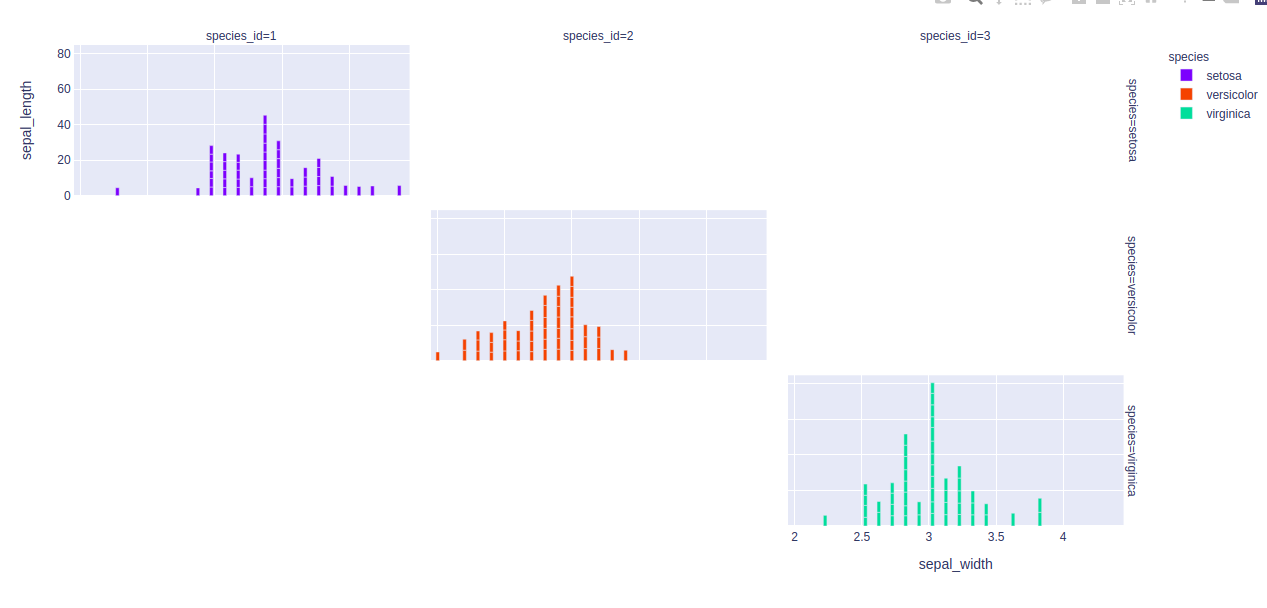 species_id=1
species_id=2
species_id=3
80
60
40
20
0
sepal_length
species=setosa
species=versicolor
species=virginica
2
2.5
3
3.5
4
sepal_width
species
setosa
versicolor
virginica